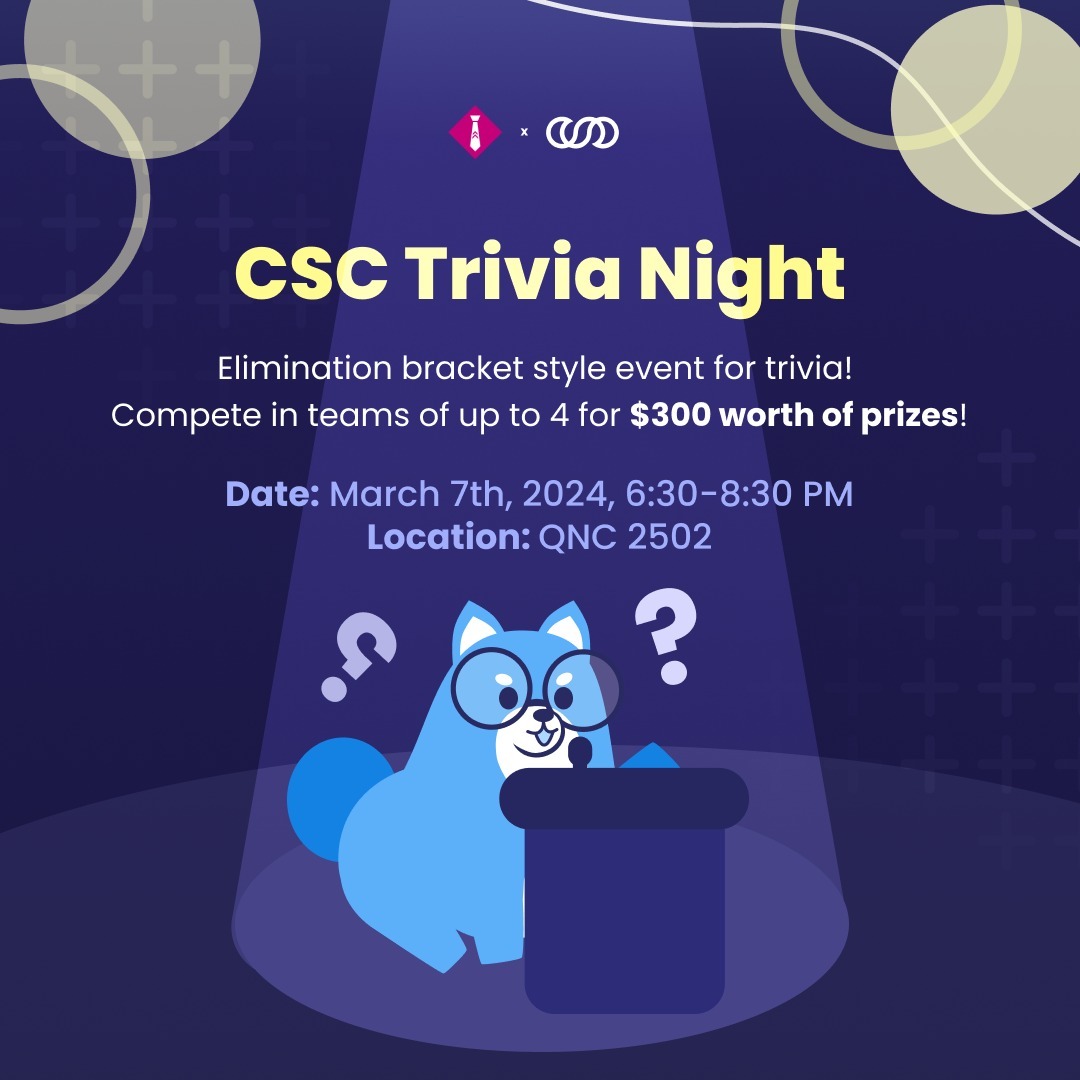 x
CSC Trivia Night
Elimination bracket style event for trivia!
Compete in teams of up to 4 for $300 worth of prizes!
Date: March 7th, 2024, 6:30-8:30 PM
Location: QNC 2502
? ?